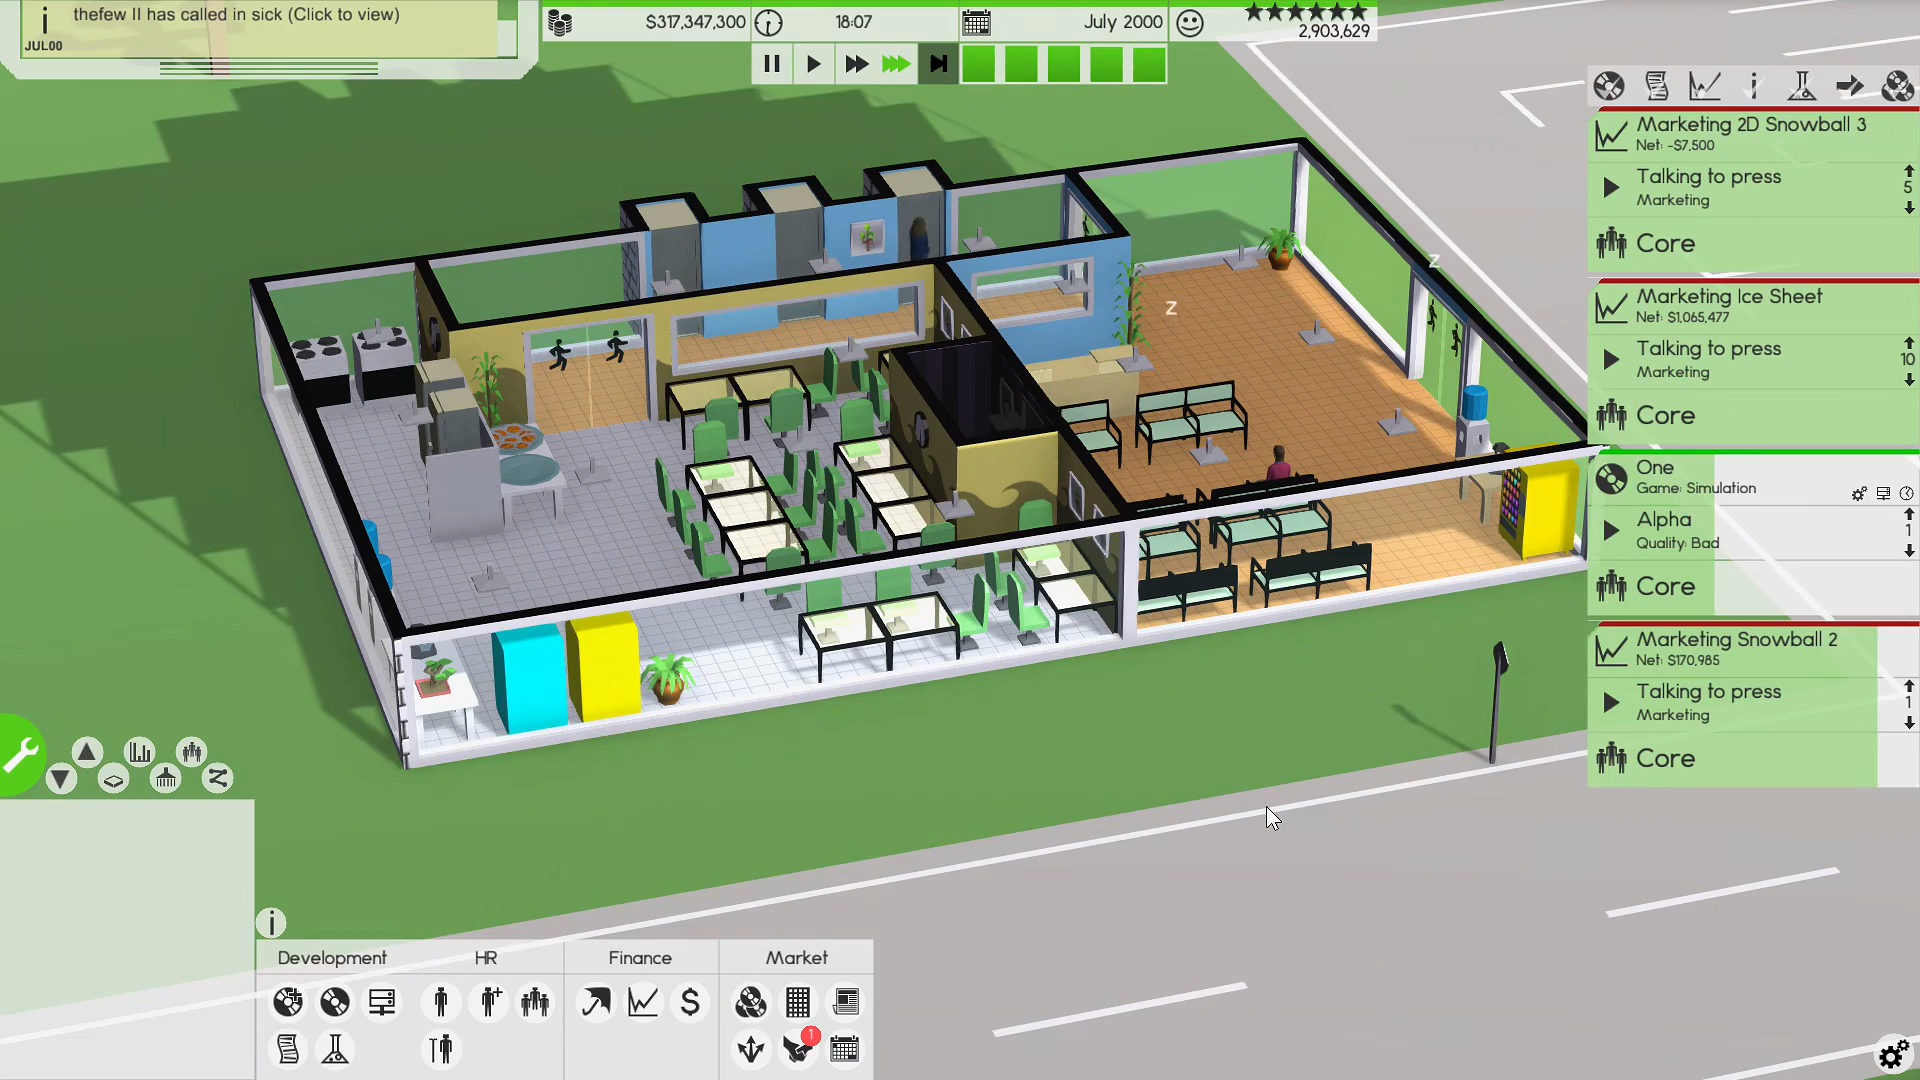 thefew II has called in sick (Click to view)
JUL00
$317,347,300
18:07
July 2000
2,903,629
Marketing 2D Snowball 3
Net: -$7,500
Talking to press
Marketing
5
Core
Marketing Ice Sheet
Net: $1,065,477
Talking to press
Marketing
10
Core
One
Game: Simulation
Alpha
Quality: Bad
1
Core
Marketing Snowball 2
Net: $170,985
Talking to press
Marketing
1
Core
z
z
Development
HR
Finance
Market
1